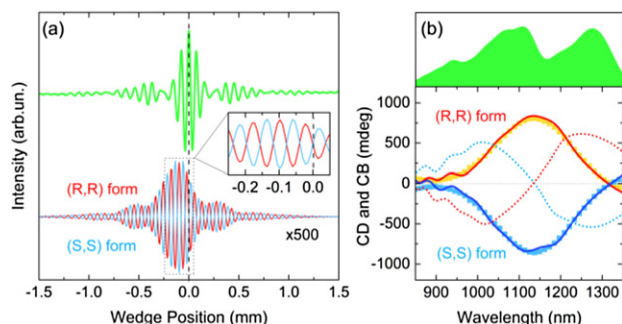 (a)
Intensity (arb.un.)
(R,R) form
(S,S) form
x500
-0.2 -0.1 0.0
-1.5 -1.0 -0.5 0.0 0.5 1.0 1.5
Wedge Position (mm)
(b)
CD and CB (mdeg)
1000
500
0
-500
-1000
(R,R) form
(S,S) form
900 1000 1100 1200 1300
Wavelength (nm)